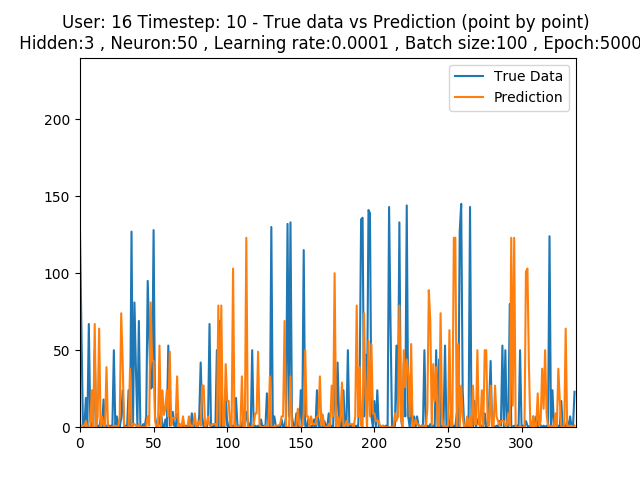 User: 16 Timestep: 10 - True data vs Prediction (point by point)
Hidden:3 , Neuron:50 , Learning rate:0.0001 , Batch size:100 , Epoch:5000
True Data
Prediction
200
150
100
50
0
0 50 100 150 200 250 300